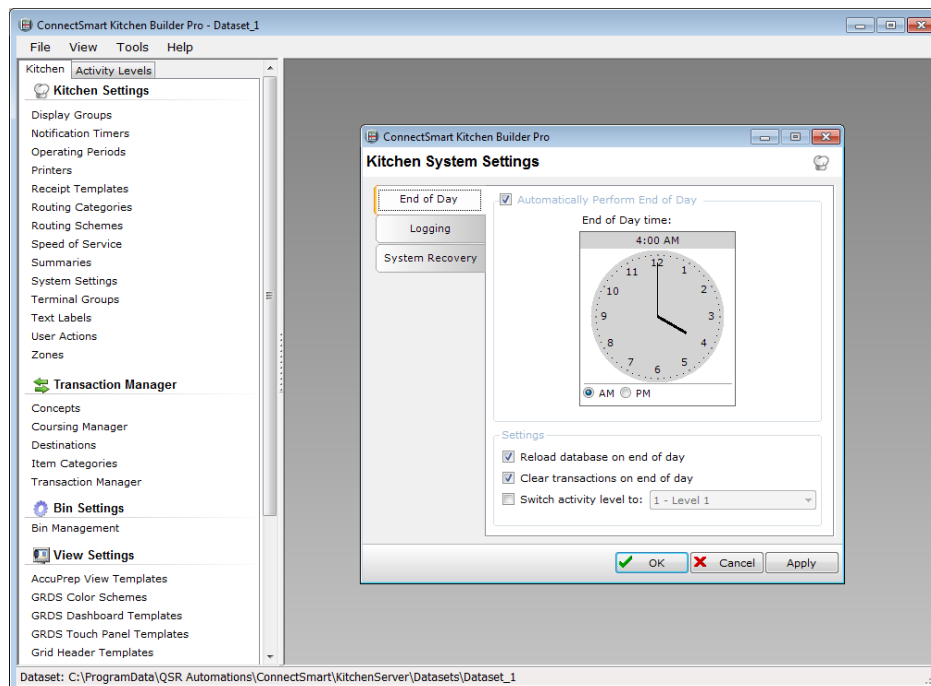 ConnectSmart Kitchen Builder Pro - Dataset_1
File View Tools Help
Kitchen Activity Levels
Kitchen Settings
Display Groups
Notification Timers
Operating Periods
Printers
Receipt Templates
Routing Categories
Routing Schemes
Speed of Service
Summaries
System Settings
Terminal Groups
Text Labels
User Actions
Zones
Transaction Manager
Concepts
Coursing Manager
Destinations
Item Categories
Transaction Manager
Bin Settings
Bin Management
View Settings
AccuPrep View Templates
GRDS Color Schemes
GRDS Dashboard Templates
GRDS Touch Panel Templates
Grid Header Templates
ConnectSmart Kitchen Builder Pro
Kitchen System Settings
End of Day
Logging
System Recovery
Automatically Perform End of Day
End of Day time:
4:00 AM
12
1
2
3
4
5
6
7
8
9
10
11
AM PM
Settings
Reload database on end of day
Clear transactions on end of day
Switch activity level to: 1 - Level 1
OK Cancel Apply
Dataset: C:\ProgramData\QSR Automations\ConnectSmart\KitchenServer\Datasets\Dataset_1